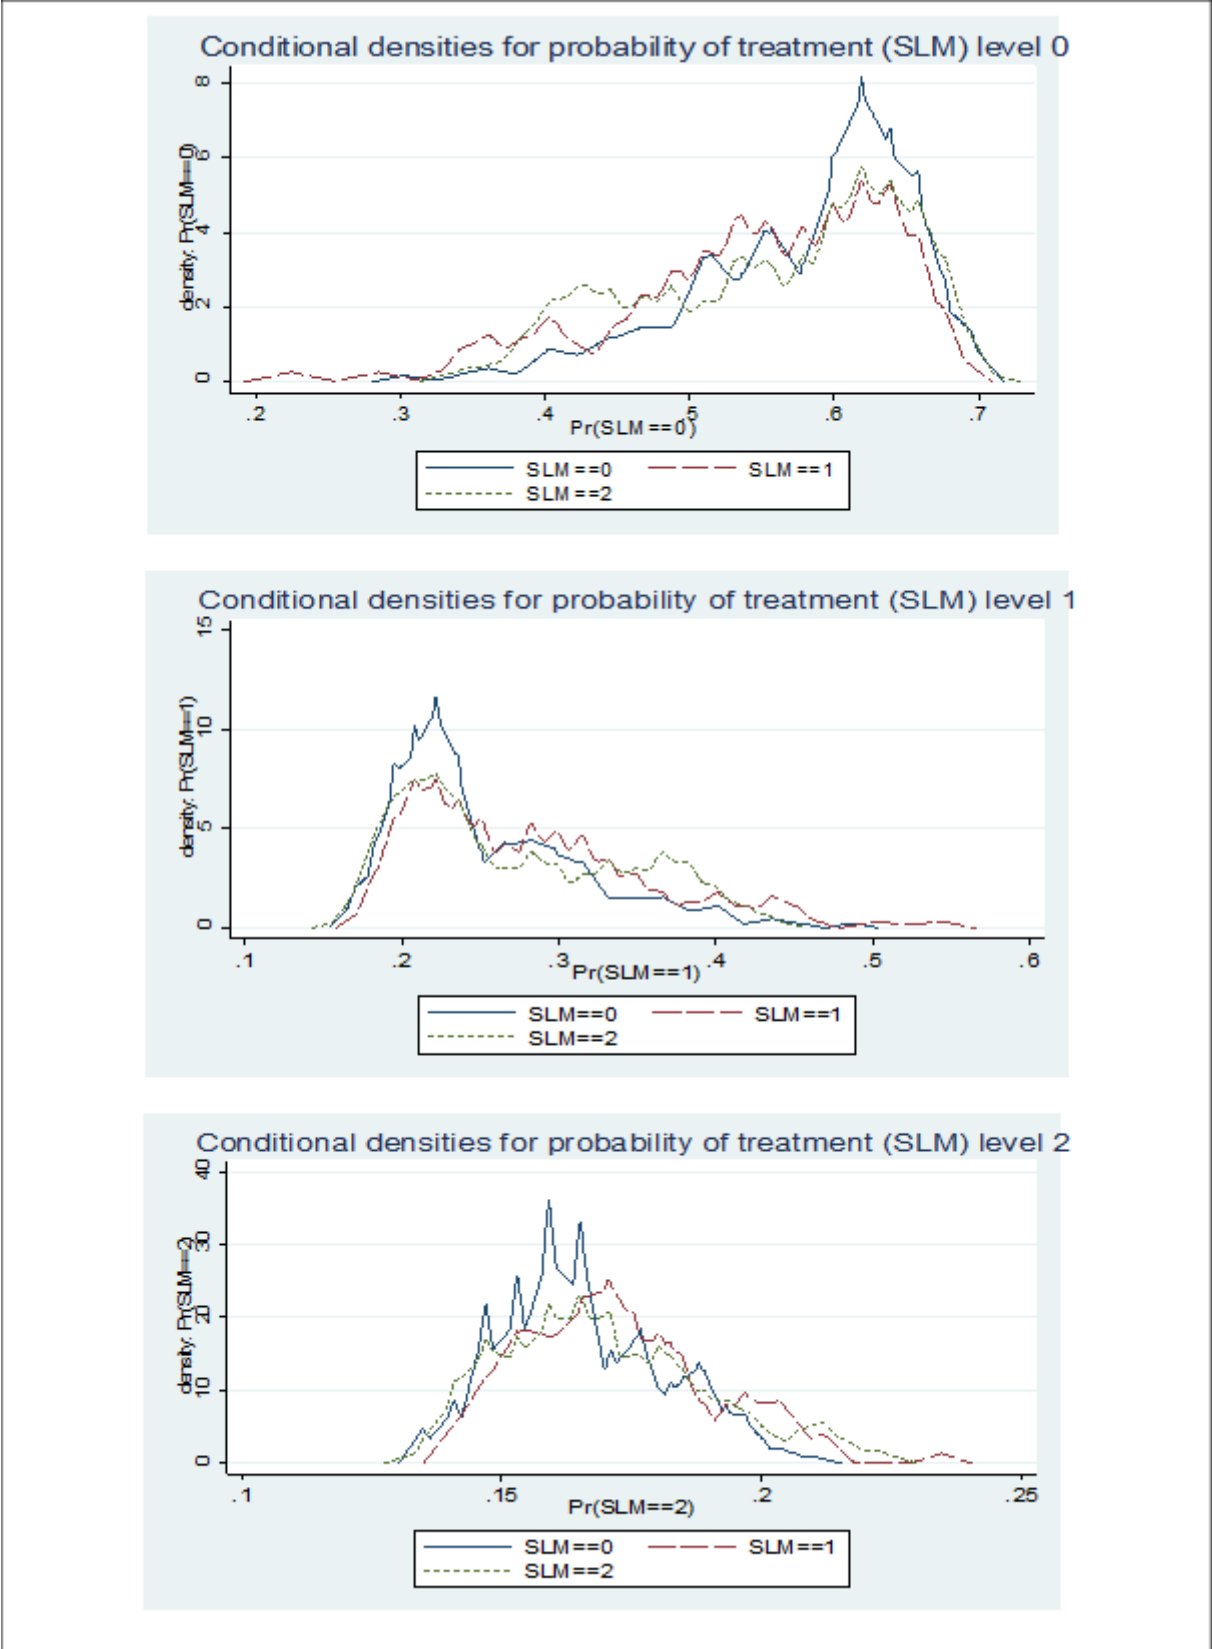 Conditional densities for probability of treatment (SLM) level 0
density: Pr(SLM==0)
8
6
4
2
0
.2 .3 .4 .5 .6 .7
Pr(SLM==0)
SLM==0 SLM==1
SLM==2
Conditional densities for probability of treatment (SLM) level 1
density: Pr(SLM==1)
15
10
5
0
.1 .2 .3 .4 .5 .6
Pr(SLM==1)
SLM==0 SLM==1
SLM==2
Conditional densities for probability of treatment (SLM) level 2
density: Pr(SLM==2)
40
30
20
10
0
.1 .15 .2 .25
Pr(SLM==2)
SLM==0 SLM==1
SLM==2